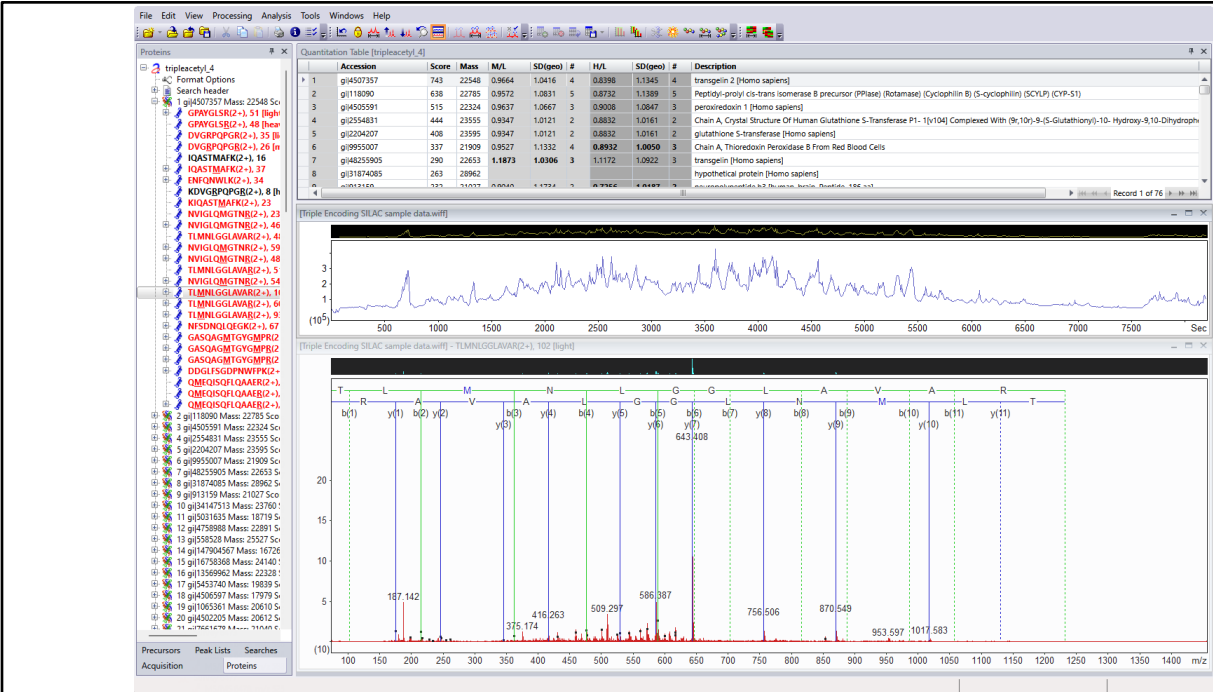 File Edit View Processing Analysis Tools Windows Help
Proteins
tripleacetyl_4
Format Options
Search header
1 gi|4507357 Mass: 22548 Sc
GPAYGLSR(2+), 51 [light
GPAYGLSR(2+), 48 [heav
DVGRPQPGR(2+), 35 [li
DVGRPQPGR(2+), 26 [m
IQASTMAFK(2+), 16
IQASTMAFK(2+), 37
ENFQNWLK(2+), 34
KDVGRPQPGR(2+), 8 [h
KIQASTMAFK(2+), 23
NVIGLQMGTNR(2+), 23
NVIGLQMGTNR(2+), 46
TLMNLGGLAVAR(2+), 4
NVIGLQMGTNR(2+), 59
NVIGLQMGTNR(2+), 48
TLMNLGGLAVAR(2+), 5
NVIGLQMGTNR(2+), 54
TLMNLGGLAVAR(2+), 1
TLMNLGGLAVAR(2+), 6
TLMNLGGLAVAR(2+), 9
NFSDNQLQEGK(2+), 67
GASQAGMTGYGMPR(2
GASQAGMTGYGMPR(2
GASQAGMTGYGMPR(2
DDGLFSGDPNWFPK(2+
QMEQISQFLQAAER(2+),
QMEQISQFLQAAER(2+),
QMEQISQFLQAAER(2+),
2 gi|118090 Mass: 22785 Sco
3 gi|4505591 Mass: 22324 Sc
4 gi|2554831 Mass: 23555 Sc
5 gi|2204207 Mass: 23595 Sc
6 gi|9955007 Mass: 21909 Sc
7 gi|48255905 Mass: 22653 S
8 gi|31874085 Mass: 28962 S
9 gi|913159 Mass: 21027 Sco
10 gi|34147513 Mass: 23760 S
11 gi|5031635 Mass: 18719 S
12 gi|4758988 Mass: 22891 S
13 gi|558528 Mass: 25527 Sc
14 gi|147904567 Mass: 16726
15 gi|16758368 Mass: 24140
16 gi|13569962 Mass: 22328
17 gi|5453740 Mass: 19839 S
18 gi|4506597 Mass: 17979 S
19 gi|1065361 Mass: 20610 S
20 gi|4502205 Mass: 20612 S
Precursors Peak Lists Searches
Acquisition Proteins
Quantitation Table [tripleacetyl_4]
Accession Score Mass M/L SD(geo) # H/L SD(geo) # Description
1 gi|4507357 743 22548 0.9664 1.0416 4 0.8398 1.1345 4 transgelin 2 [Homo sapiens]
2 gi|118090 638 22785 0.9572 1.0831 5 0.8732 1.1389 5 Peptidyl-prolyl cis-trans isomerase B precursor (PPIase) (Rotamase) (Cyclophilin B) (S-cyclophilin) (SCYLP) (CYP-S1)
3 gi|4505591 515 22324 0.9637 1.0667 3 0.9008 1.0847 3 peroxiredoxin 1 [Homo sapiens]
4 gi|2554831 444 23555 0.9347 1.0121 2 0.8832 1.0161 2 Chain A, Crystal Structure Of Human Glutathione S-Transferase P1- 1[v104] Complexed With (9r,10r)-9-(S-Glutathionyl)-10- Hydroxy-9,10-Dihydrophe
5 gi|2204207 408 23595 0.9347 1.0121 2 0.8832 1.0161 2 glutathione S-transferase [Homo sapiens]
6 gi|9955007 337 21909 0.9527 1.1332 3 0.8932 1.0050 3 Chain A, Thioredoxin Peroxidase B From Red Blood Cells
7 gi|48255905 290 22653 1.1873 1.0306 3 1.1172 1.0922 3 transgelin [Homo sapiens]
8 gi|31874085 263 28962 hypothetical protein [Homo sapiens]
Record 1 of 76
[Triple Encoding SILAC sample data.wiff]
3
2
1
(10⁵)
500 1000 1500 2000 2500 3000 3500 4000 4500 5000 5500 6000 6500 7000 7500 Sec
[Triple Encoding SILAC sample data.wiff] - TLMNLGGLAVAR(2+), 102 [light]
T L M N L G G L A V A R
R A V A L G G L N M L T
b(1) y(1) b(2) y(2) b(3) y(4) b(4) y(5) b(5) b(6) b(7) y(8) b(8) b(9) b(10) b(11) y(11)
y(3) y(6) y(7) y(9) y(10)
643.408
20
15
10
5
(10)
187.142 375.174 416.263 509.297 586.387 756.506 870.549 953.597 1017.583
100 150 200 250 300 350 400 450 500 550 600 650 700 750 800 850 900 950 1000 1050 1100 1150 1200 1250 1300 1350 1400 m/z